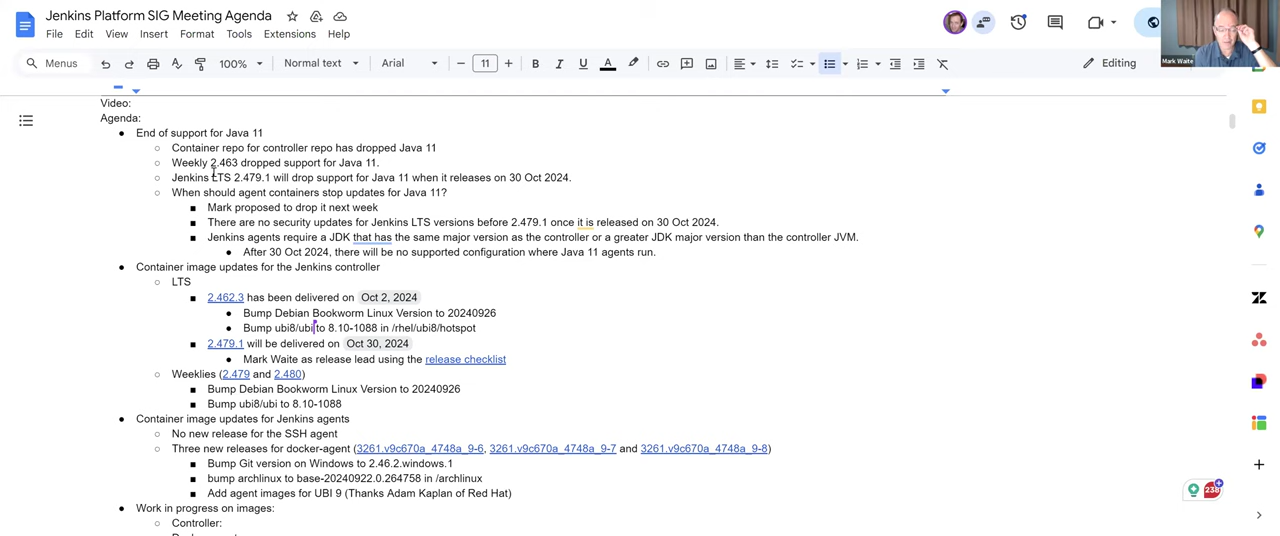 Jenkins Platform SIG Meeting Agenda
File Edit View Insert Format Tools Extensions Help
Menus 100% Normal text Arial 11 B I U A Editing
Mark Waite
Video:
Agenda:
End of support for Java 11
Container repo for controller repo has dropped Java 11
Weekly 2.463 dropped support for Java 11.
Jenkins LTS 2.479.1 will drop support for Java 11 when it releases on 30 Oct 2024.
When should agent containers stop updates for Java 11?
Mark proposed to drop it next week
There are no security updates for Jenkins LTS versions before 2.479.1 once it is released on 30 Oct 2024.
Jenkins agents require a JDK that has the same major version as the controller or a greater JDK major version than the controller JVM.
After 30 Oct 2024, there will be no supported configuration where Java 11 agents run.
Container image updates for the Jenkins controller
LTS
2.462.3 has been delivered on Oct 2, 2024
Bump Debian Bookworm Linux Version to 20240926
Bump ubi8/ubi to 8.10-1088 in /rhel/ubi8/hotspot
2.479.1 will be delivered on Oct 30, 2024
Mark Waite as release lead using the release checklist
Weeklies (2.479 and 2.480)
Bump Debian Bookworm Linux Version to 20240926
Bump ubi8/ubi to 8.10-1088
Container image updates for Jenkins agents
No new release for the SSH agent
Three new releases for docker-agent (3261.v9c670a_4748a_9-6, 3261.v9c670a_4748a_9-7 and 3261.v9c670a_4748a_9-8)
Bump Git version on Windows to 2.46.2.windows.1
bump archlinux to base-20240922.0.264758 in /archlinux
Add agent images for UBI 9 (Thanks Adam Kaplan of Red Hat)
238
Work in progress on images:
Controller: